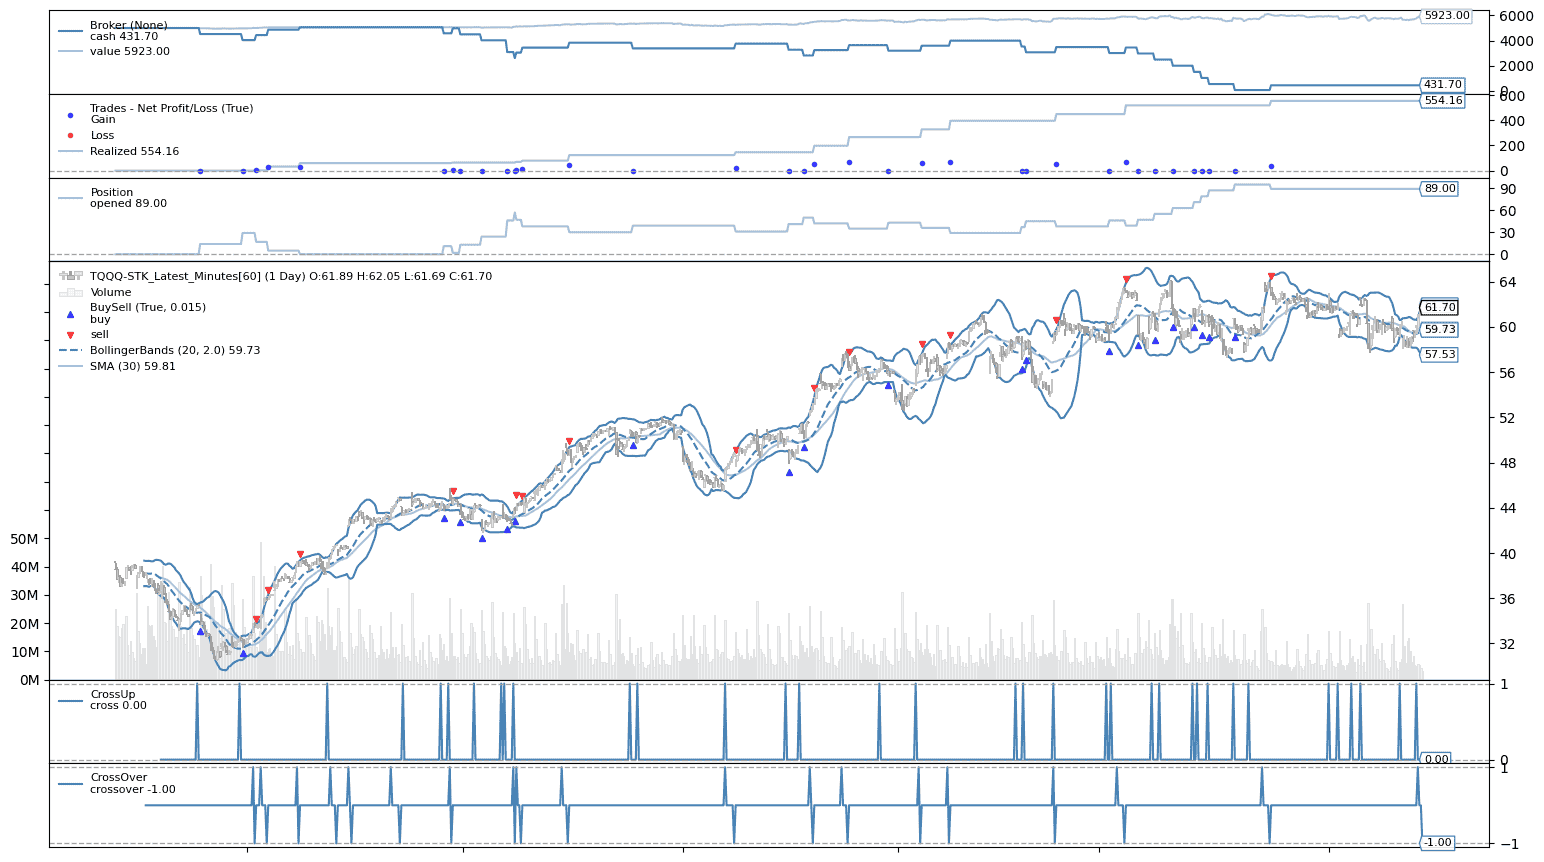 Broker (None)
cash 431.70
value 5923.00
5923.00
6000
4000
2000
431.70
0
Trades - Net Profit/Loss (True)
Gain
Loss
Realized 554.16
600
554.16
400
200
0
Position
opened 89.00
90
89.00
60
30
0
TQQQ-STK_Latest_Minutes[60] (1 Day) O:61.89 H:62.05 L:61.69 C:61.70
Volume
BuySell (True, 0.015)
buy
sell
BollingerBands (20, 2.0) 59.73
SMA (30) 59.81
64
61.70
60
59.73
57.53
56
52
48
44
40
36
32
50M
40M
30M
20M
10M
0M
CrossUp
cross 0.00
1
0.00
0
CrossOver
crossover -1.00
1
-1.00
−1